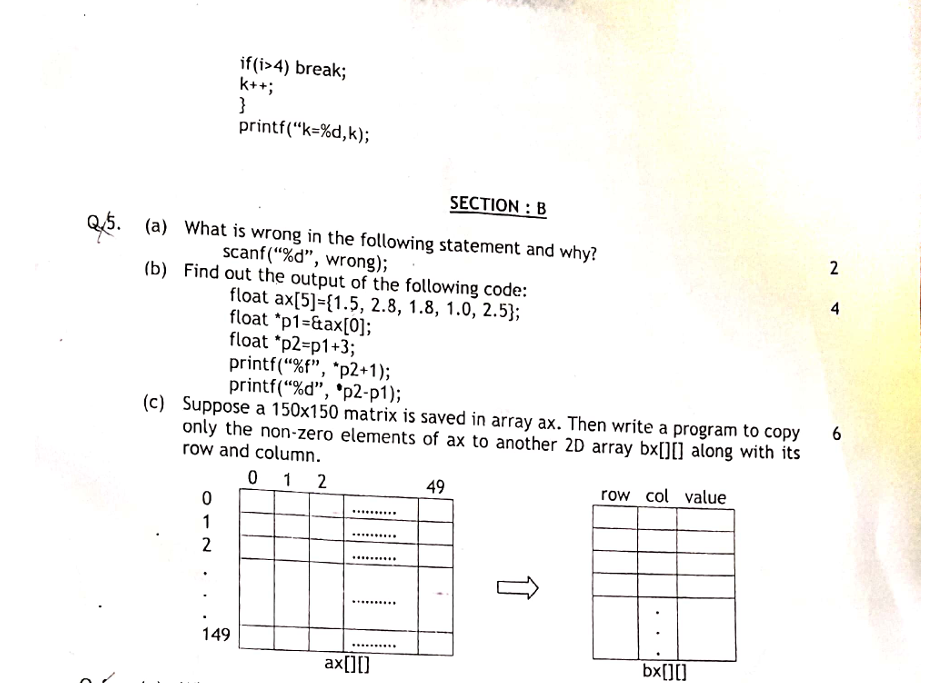 if(i>4) break;
k++;
}
printf(“k=%d,k);
SECTION : B
Q5. (a) What is wrong in the following statement and why?
scanf(“%d”, wrong); 2
(b) Find out the output of the following code:
float ax[5]={1.5, 2.8, 1.8, 1.0, 2.5}; 4
float *p1=&ax[0];
float *p2=p1+3;
printf(“%f”, *p2+1);
printf(“%d”, *p2-p1);
(c) Suppose a 150x150 matrix is saved in array ax. Then write a program to copy 6
only the non-zero elements of ax to another 2D array bx[][] along with its
row and column.
0 1 2 49
0 ..........
1 ..........
2 ..........
.
. ..........
.
149 ..........
ax[][]
row col value
.
.
.
bx[][]